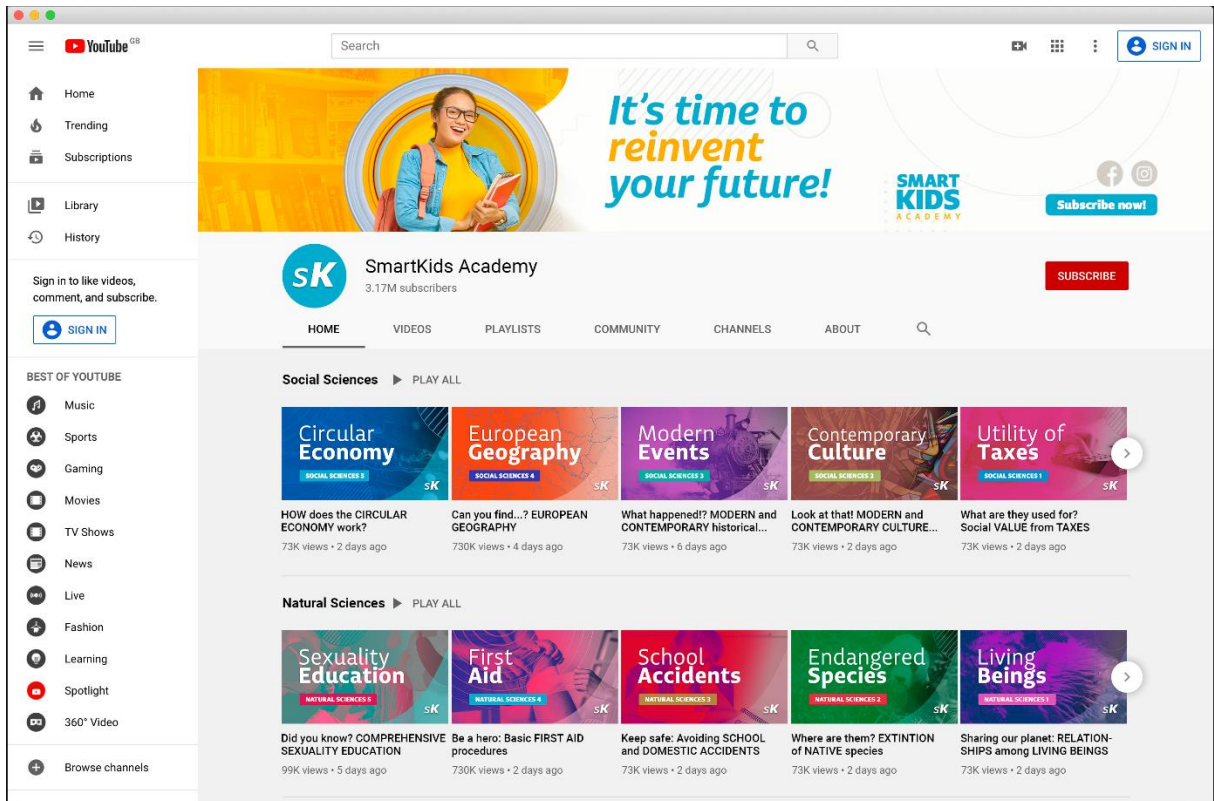 YouTube GB
Search
SIGN IN
Home
Trending
Subscriptions
Library
History
Sign in to like videos,
comment, and subscribe.
SIGN IN
BEST OF YOUTUBE
Music
Sports
Gaming
Movies
TV Shows
News
Live
Fashion
Learning
Spotlight
360° Video
Browse channels
It's time to
reinvent
your future!
SMART
KIDS
ACADEMY
Subscribe now!
sK
SmartKids Academy
3.17M subscribers
SUBSCRIBE
HOME VIDEOS PLAYLISTS COMMUNITY CHANNELS ABOUT
Social Sciences PLAY ALL
Circular
Economy
SOCIAL SCIENCES 5
sK
HOW does the CIRCULAR
ECONOMY work?
73K views • 2 days ago
European
Geography
SOCIAL SCIENCES 4
sK
Can you find...? EUROPEAN
GEOGRAPHY
730K views • 4 days ago
Modern
Events
SOCIAL SCIENCES 3
sK
What happened!? MODERN and
CONTEMPORARY historical...
73K views • 6 days ago
Contemporary
Culture
SOCIAL SCIENCES 2
sK
Look at that! MODERN and
CONTEMPORARY CULTURE...
73K views • 2 days ago
Utility of
Taxes
SOCIAL SCIENCES 1
sK
What are they used for?
Social VALUE from TAXES
73K views • 2 days ago
Natural Sciences PLAY ALL
Sexuality
Education
NATURAL SCIENCES 5
sK
Did you know? COMPREHENSIVE
SEXUALITY EDUCATION
99K views • 5 days ago
First
Aid
NATURAL SCIENCES 4
sK
Be a hero: Basic FIRST AID
procedures
730K views • 2 days ago
School
Accidents
NATURAL SCIENCES 3
sK
Keep safe: Avoiding SCHOOL
and DOMESTIC ACCIDENTS
73K views • 2 days ago
Endangered
Species
NATURAL SCIENCES 2
sK
Where are them? EXTINTION
of NATIVE species
73K views • 2 days ago
Living
Beings
NATURAL SCIENCES 1
sK
Sharing our planet: RELATION-
SHIPS among LIVING BEINGS
73K views • 2 days ago